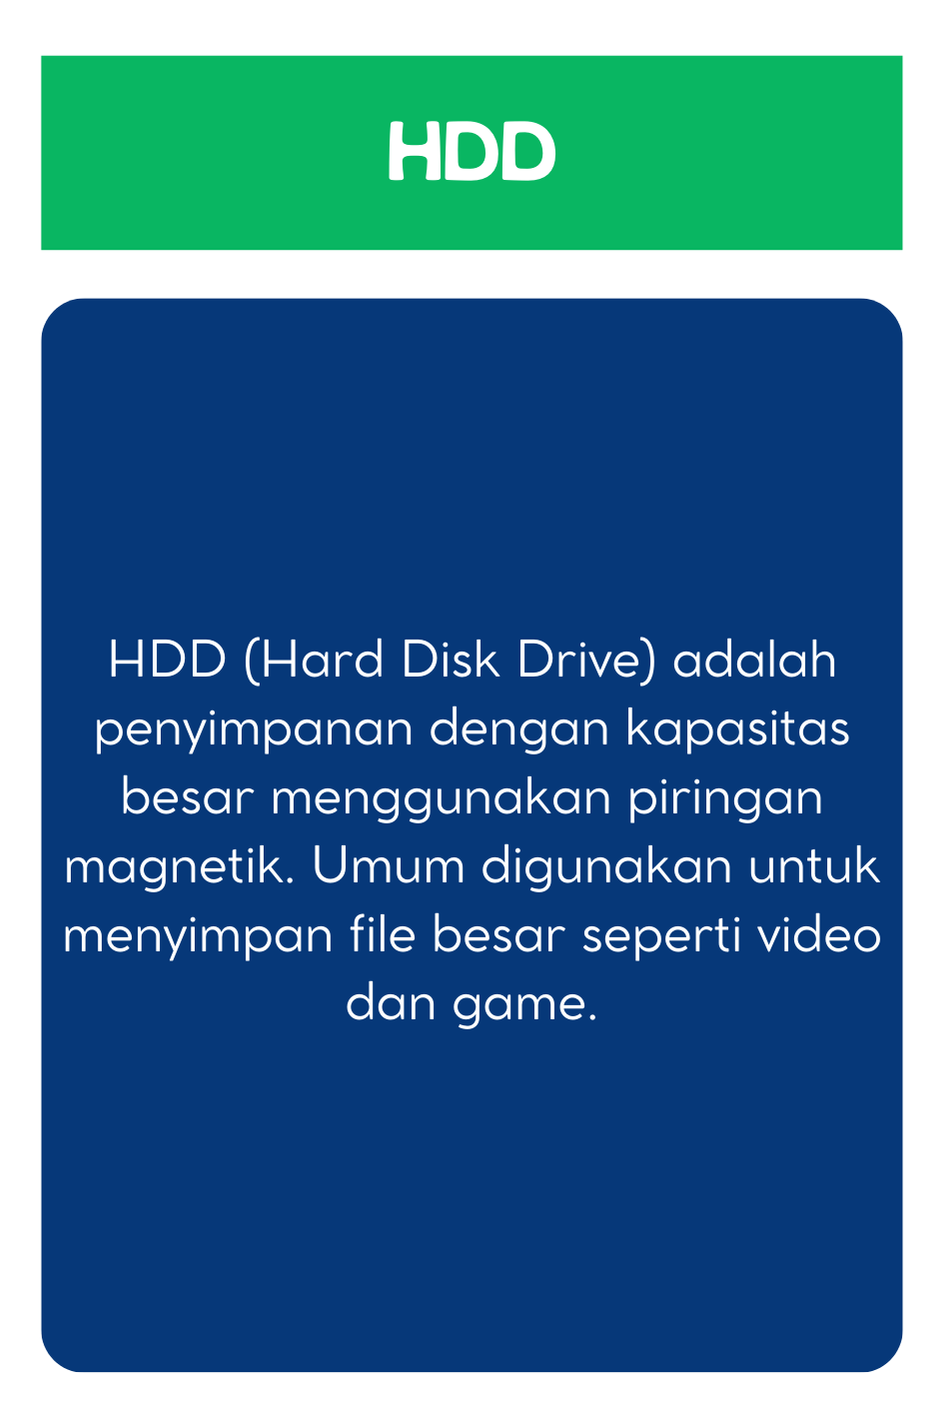 HDD
HDD (Hard Disk Drive) adalah
penyimpanan dengan kapasitas
besar menggunakan piringan
magnetik. Umum digunakan untuk
menyimpan file besar seperti video
dan game.